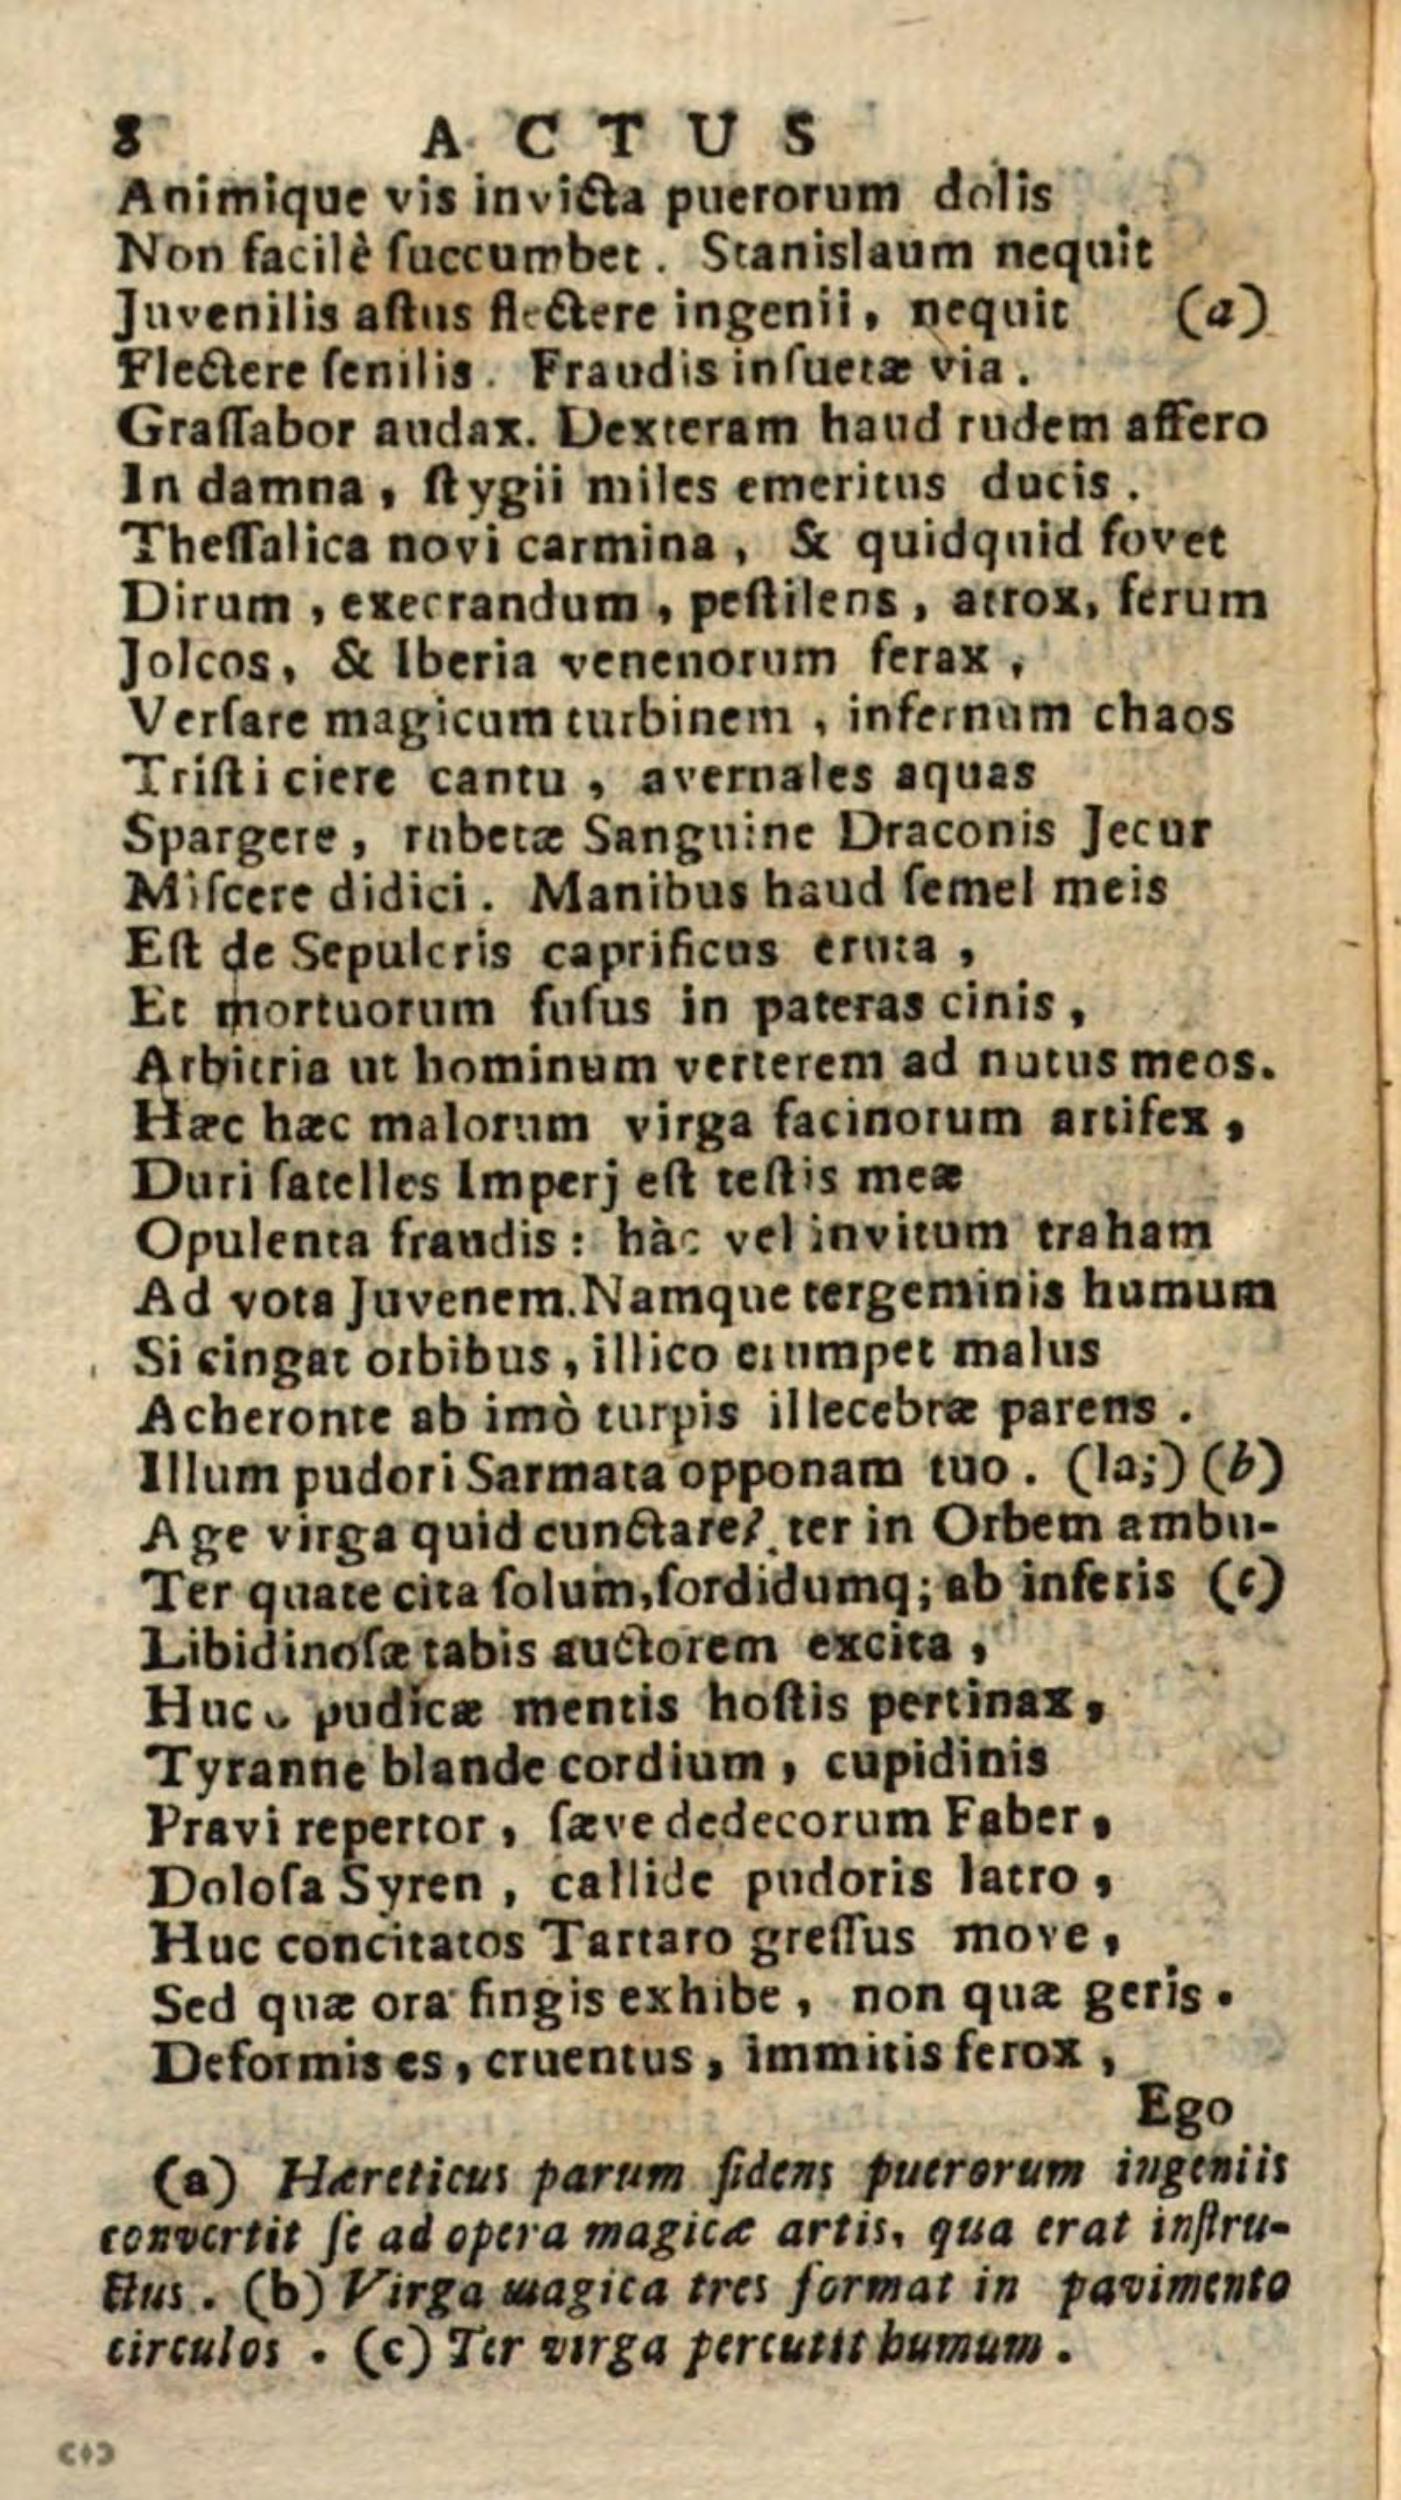 8 ACTUS
Animique vis invicta puerorum dolis
Non facilè ſuccumbet. Stanislaum nequit
Juvenilis aſtus flectere ingenii, nequit (a)
Flectere ſenilis. Fraudis inſuetæ via.
Graſſabor audax. Dexteram haud rudem affero
In damna, ſtygii miles emeritus ducis.
Theſſalica novi carmina, & quidquid fovet
Dirum, execrandum, peſtilens, atrox, ferum
Jolcos, & Iberia venenorum ferax,
Verſare magicum turbinem, infernum chaos
Triſti ciere cantu, avernales aquas
Spargere, rubetæ Sanguine Draconis Jecur
Miſcere didici. Manibus haud ſemel meis
Eſt de Sepulcris caprificus eruta,
Et mortuorum fuſus in pateras cinis,
Arbitria ut hominum verterem ad nutus meos.
Hæc hæc malorum virga facinorum artifex,
Duri ſatelles Imperj eſt teſtis meæ
Opulenta fraudis: hàc vel invitum traham
Ad vota Juvenem. Namque tergeminis humum
Si cingat orbibus, illico erumpet malus
Acheronte ab imò turpis illecebræ parens.
Illum pudori Sarmata opponam tuo. (la;) (b)
Age virga quid cunctare? ter in Orbem ambu-
Ter quate cita ſolum, ſordidumq; ab inferis (c)
Libidinoſæ tabis auctorem excita,
Huc o pudicæ mentis hoſtis pertinax,
Tyranne blande cordium, cupidinis
Pravi repertor, ſæve dedecorum Faber,
Doloſa Syren, callide pudoris latro,
Huc concitatos Tartaro greſſus move,
Sed quæ ora fingis exhibe, non quæ geris.
Deformis es, cruentus, immitis ferox,
Ego
(a) Hæreticus parum fidens puerorum ingeniis
convertit ſe ad opera magicæ artis, qua erat inſtru-
ctus. (b) Virga magica tres format in pavimento
circulos. (c) Ter virga percutit humum.